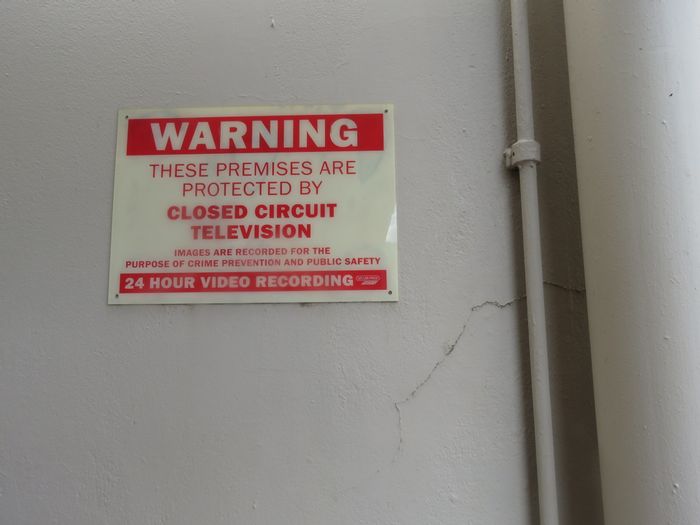 WARNING
THESE PREMISES ARE
PROTECTED BY
CLOSED CIRCUIT
TELEVISION
IMAGES ARE RECORDED FOR THE
PURPOSE OF CRIME PREVENTION AND PUBLIC SAFETY
24 HOUR VIDEO RECORDING